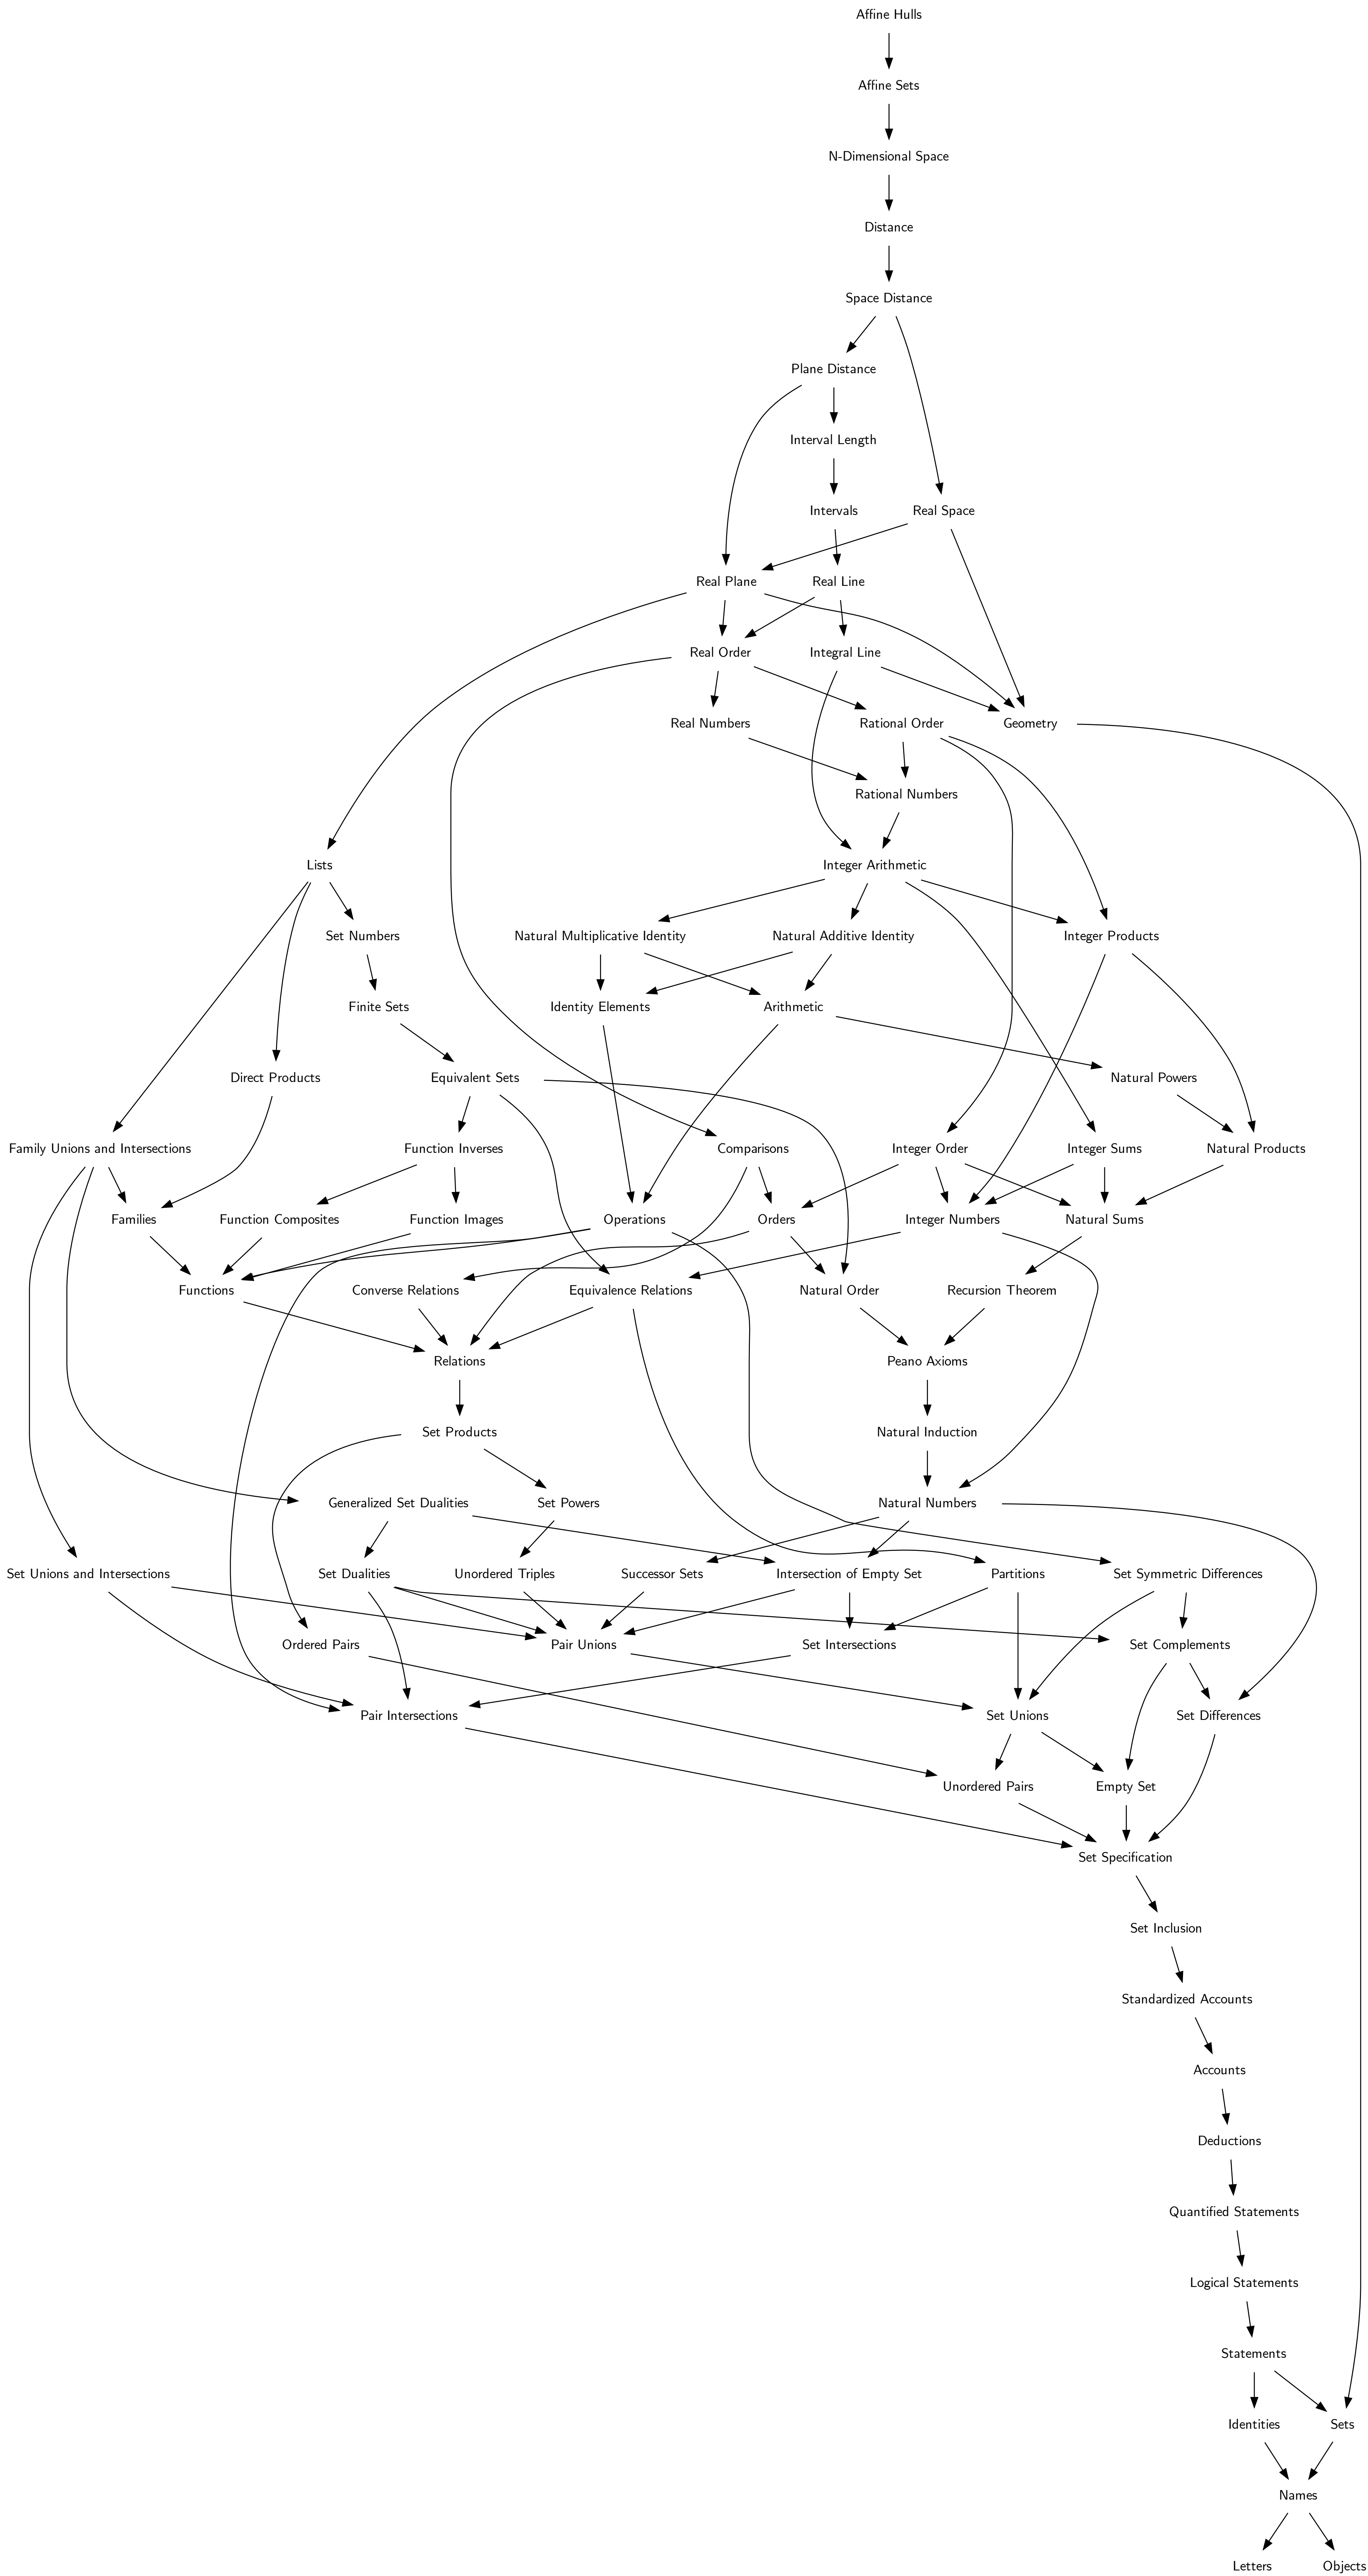 Affine Hulls
Affine Sets
N-Dimensional Space
Distance
Space Distance
Plane Distance
Interval Length
Intervals
Real Space
Real Plane
Real Line
Real Order
Integral Line
Real Numbers
Rational Order
Geometry
Rational Numbers
Lists
Integer Arithmetic
Set Numbers
Natural Multiplicative Identity
Natural Additive Identity
Integer Products
Finite Sets
Identity Elements
Arithmetic
Direct Products
Equivalent Sets
Natural Powers
Family Unions and Intersections
Function Inverses
Comparisons
Integer Order
Integer Sums
Natural Products
Families
Function Composites
Function Images
Operations
Orders
Integer Numbers
Natural Sums
Functions
Converse Relations
Equivalence Relations
Natural Order
Recursion Theorem
Relations
Peano Axioms
Set Products
Natural Induction
Generalized Set Dualities
Set Powers
Natural Numbers
Set Unions and Intersections
Set Dualities
Unordered Triples
Successor Sets
Intersection of Empty Set
Partitions
Set Symmetric Differences
Ordered Pairs
Pair Unions
Set Intersections
Set Complements
Pair Intersections
Set Unions
Set Differences
Unordered Pairs
Empty Set
Set Specification
Set Inclusion
Standardized Accounts
Accounts
Deductions
Quantified Statements
Logical Statements
Statements
Identities
Sets
Names
Letters
Objects